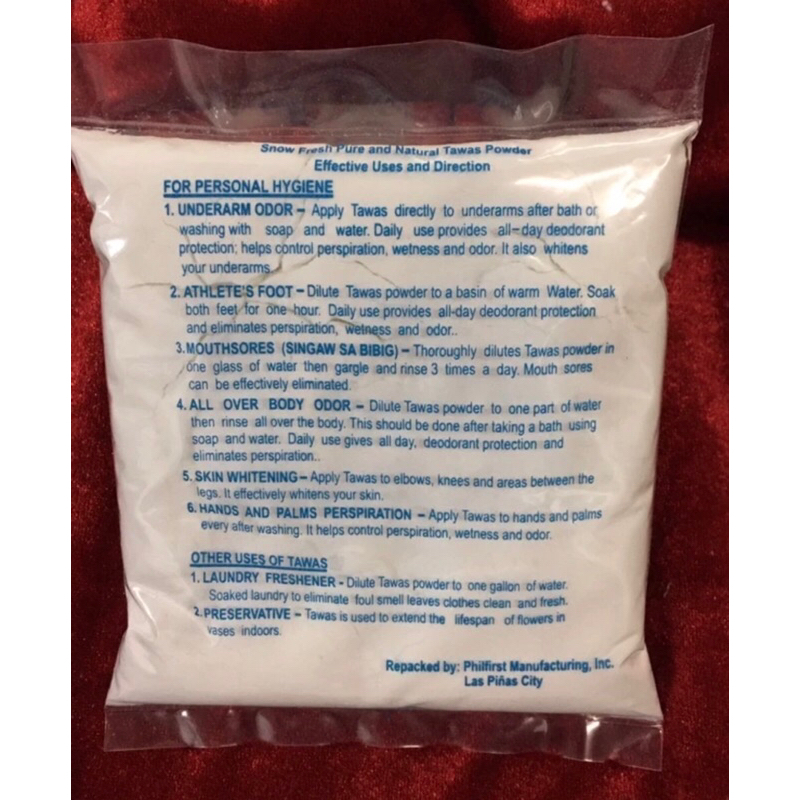 Snow Fresh Pure and Natural Tawas Powder
Effective Uses and Direction
FOR PERSONAL HYGIENE
1. UNDERARM ODOR – Apply Tawas directly to underarms after bath or
washing with soap and water. Daily use provides all-day deodorant
protection; helps control perspiration, wetness and odor. It also whitens
your underarms.
2. ATHLETE'S FOOT – Dilute Tawas powder to a basin of warm Water. Soak
both feet for one hour. Daily use provides all-day deodorant protection
and eliminates perspiration, wetness and odor..
3. MOUTHSORES (SINGAW SA BIBIG) – Thoroughly dilutes Tawas powder in
one glass of water then gargle and rinse 3 times a day. Mouth sores
can be effectively eliminated.
4. ALL OVER BODY ODOR – Dilute Tawas powder to one part of water
then rinse all over the body. This should be done after taking a bath using
soap and water. Daily use gives all day, deodorant protection and
eliminates perspiration..
5. SKIN WHITENING – Apply Tawas to elbows, knees and areas between the
legs. It effectively whitens your skin.
6. HANDS AND PALMS PERSPIRATION – Apply Tawas to hands and palms
every after washing. It helps control perspiration, wetness and odor.
OTHER USES OF TAWAS
1. LAUNDRY FRESHENER - Dilute Tawas powder to one gallon of water.
Soaked laundry to eliminate foul smell leaves clothes clean and fresh.
2. PRESERVATIVE – Tawas is used to extend the lifespan of flowers in
vases indoors.
Repacked by: Philfirst Manufacturing, Inc.
Las Piñas City